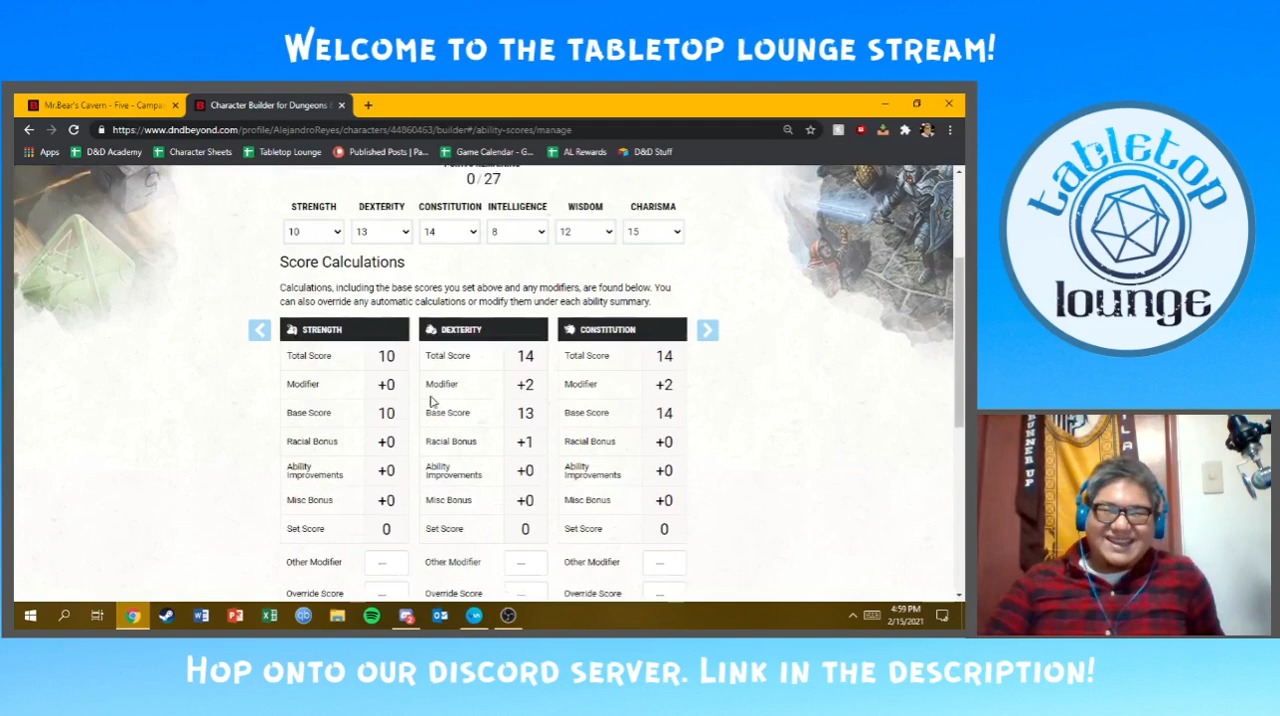 WELCOME TO THE TABLETOP LOUNGE STREAM!
Mr.Bear's Cavern - Five - Campa
Character Builder for Dungeons
https://www.dndbeyond.com/profile/AlejandroReyes/characters/44860463/builder#/ability-scores/manage
Apps D&D Academy Character Sheets Tabletop Lounge Published Posts | Pa... Game Calendar - G... AL Rewards D&D Stuff
POINTS REMAINING
0 / 27
STRENGTH DEXTERITY CONSTITUTION INTELLIGENCE WISDOM CHARISMA
10 13 14 8 12 15
Score Calculations
Calculations, including the base scores you set above and any modifiers, are found below. You
can also override any automatic calculations or modify them under each ability summary.
STRENGTH DEXTERITY CONSTITUTION
Total Score 10 Total Score 14 Total Score 14
Modifier +0 Modifier +2 Modifier +2
Base Score 10 Base Score 13 Base Score 14
Racial Bonus +0 Racial Bonus +1 Racial Bonus +0
Ability Improvements +0 Ability Improvements +0 Ability Improvements +0
Misc Bonus +0 Misc Bonus +0 Misc Bonus +0
Set Score 0 Set Score 0 Set Score 0
Other Modifier -- Other Modifier -- Other Modifier --
Override Score -- Override Score -- Override Score --
4:59 PM
2/15/2021
tabletop
lounge
RUNNER UP
HOP ONTO OUR DISCORD SERVER. LINK IN THE DESCRIPTION!